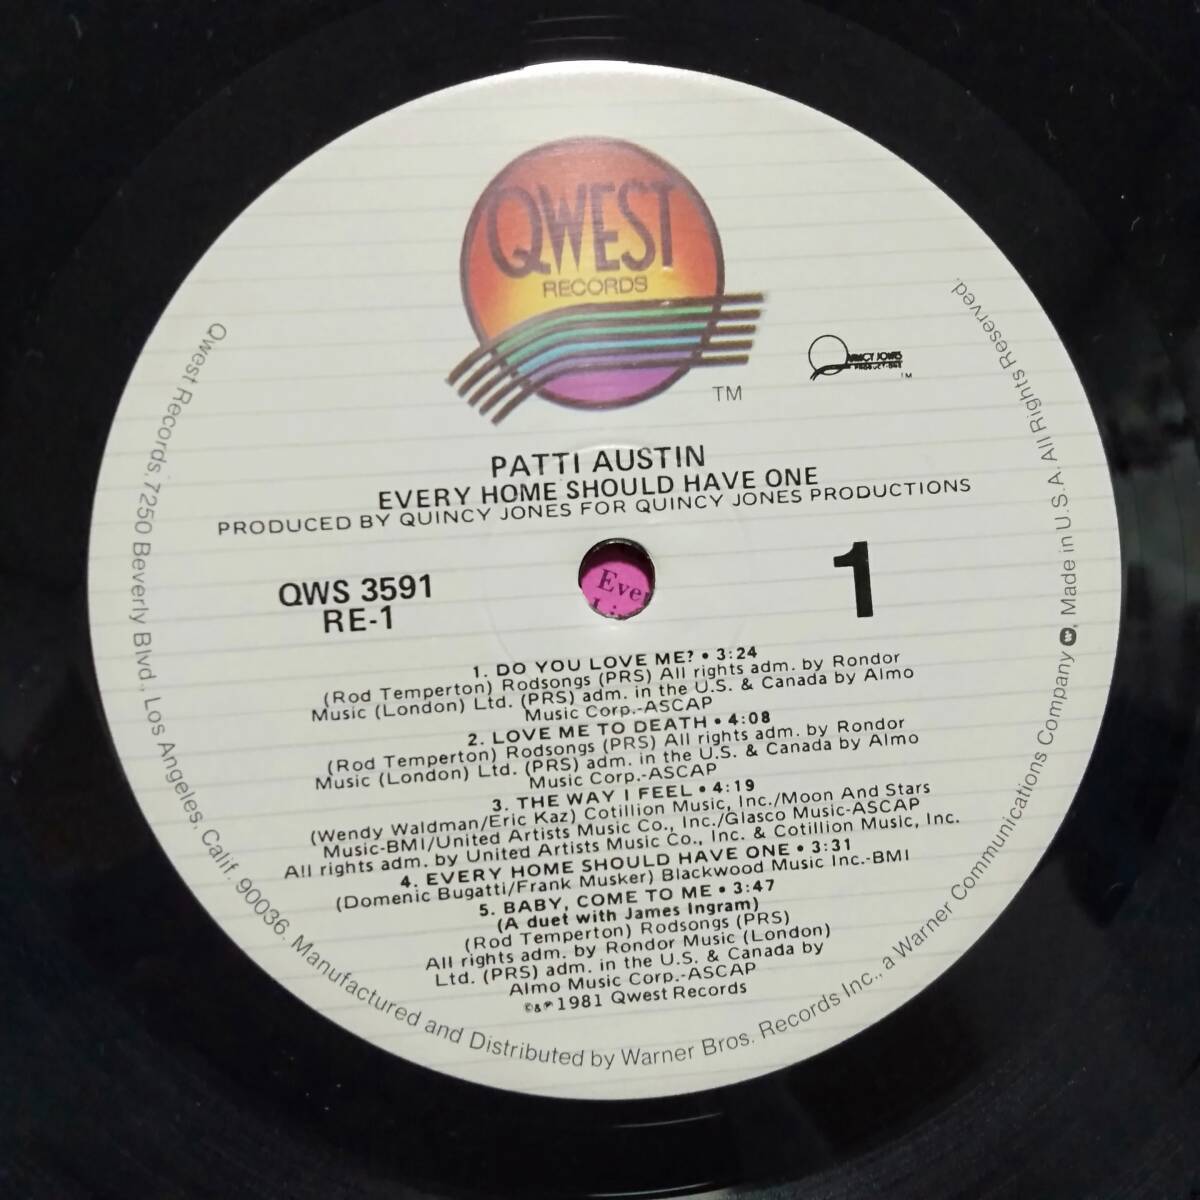 QWEST
RECORDS
TM
QUINCY JONES
PRODUCTIONS
TM
PATTI AUSTIN
EVERY HOME SHOULD HAVE ONE
PRODUCED BY QUINCY JONES FOR QUINCY JONES PRODUCTIONS
QWS 3591
RE-1
1
Eve
1. DO YOU LOVE ME? • 3:24
(Rod Temperton) Rodsongs (PRS) All rights adm. by Rondor
Music (London) Ltd. (PRS) adm. in the U.S. & Canada by Almo
Music Corp.-ASCAP
2. LOVE ME TO DEATH • 4:08
(Rod Temperton) Rodsongs (PRS) All rights adm. by Rondor
Music (London) Ltd. (PRS) adm. in the U.S. & Canada by Almo
Music Corp.-ASCAP
3. THE WAY I FEEL • 4:19
(Wendy Waldman/Eric Kaz) Cotillion Music, Inc./Moon And Stars
Music-BMI/United Artists Music Co., Inc./Glasco Music-ASCAP
All rights adm. by United Artists Music Co., Inc. & Cotillion Music, Inc.
4. EVERY HOME SHOULD HAVE ONE • 3:31
(Domenic Bugatti/Frank Musker) Blackwood Music Inc.-BMI
5. BABY, COME TO ME • 3:47
(A duet with James Ingram)
(Rod Temperton) Rodsongs (PRS)
All rights adm. by Rondor Music (London)
Ltd. (PRS) adm. in the U.S. & Canada by
Almo Music Corp.-ASCAP
©&℗ 1981 Qwest Records
Qwest Records, 7250 Beverly Blvd., Los Angeles, Calif. 90036. Manufactured and Distributed by Warner Bros. Records Inc., a Warner Communications Company W. Made in U.S.A. All Rights Reserved.